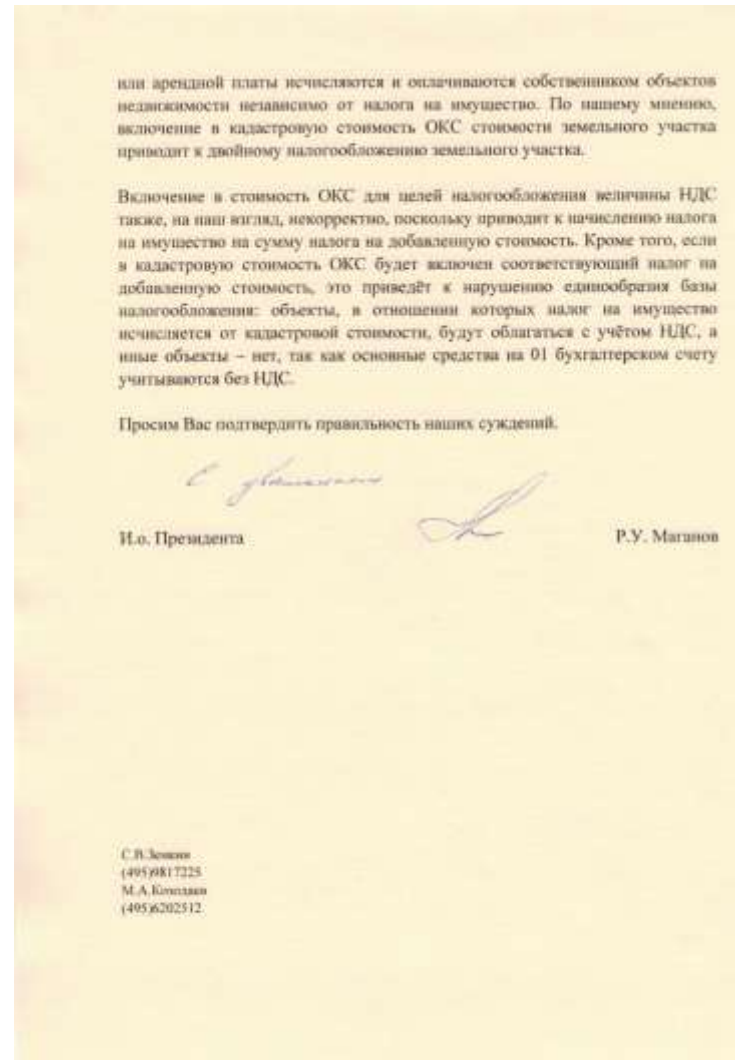 или арендной платы исчисляются и оплачиваются собственником объектов
недвижимости независимо от налога на имущество. По нашему мнению,
включение в кадастровую стоимость ОКС стоимости земельного участка
приводит к двойному налогообложению земельного участка.
Включение в стоимость ОКС для целей налогообложения величины НДС
также, на наш взгляд, некорректно, поскольку приводит к начислению налога
на имущество на сумму налога на добавленную стоимость. Кроме того, если
в кадастровую стоимость ОКС будет включен соответствующий налог на
добавленную стоимость, это приведёт к нарушению единообразия базы
налогообложения: объекты, в отношении которых налог на имущество
исчисляется от кадастровой стоимости, будут облагаться с учётом НДС, а
иные объекты – нет, так как основные средства на 01 бухгалтерском счету
учитываются без НДС.
Просим Вас подтвердить правильность наших суждений.
С уважением
И.о. Президента Р.У. Маганов
С.В.
(495)9817225
М.А.
(495)6202512